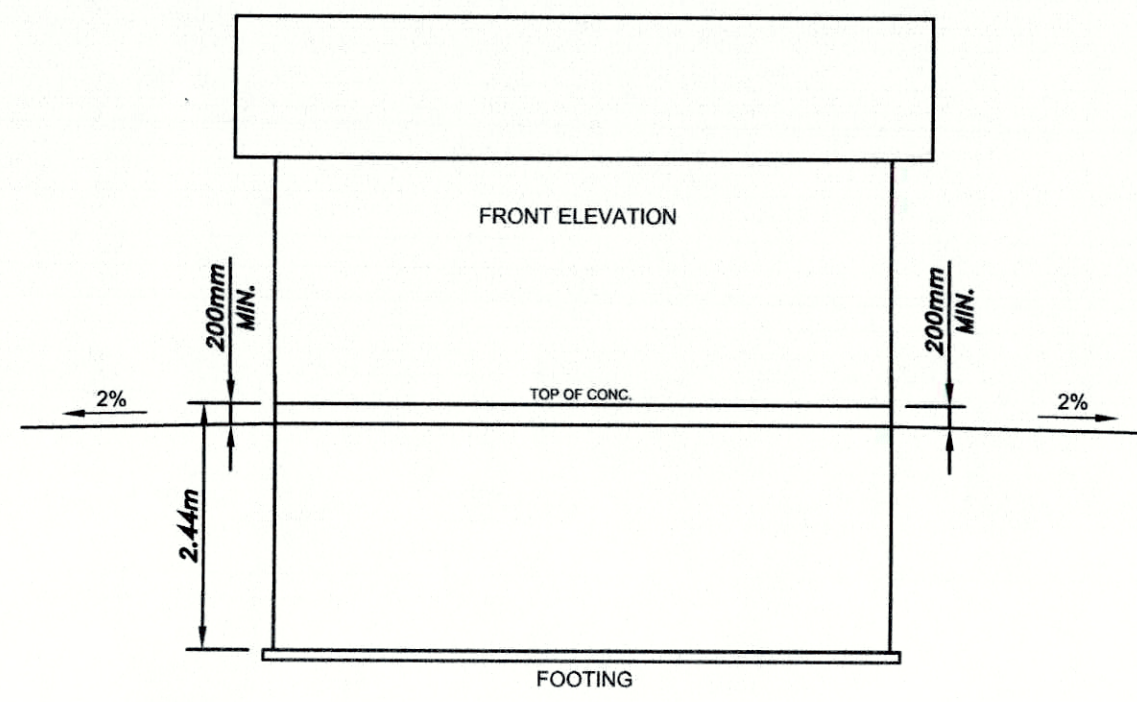 FRONT ELEVATION
200mm
MIN.
200mm
MIN.
TOP OF CONC.
2%
2%
2.44m
FOOTING